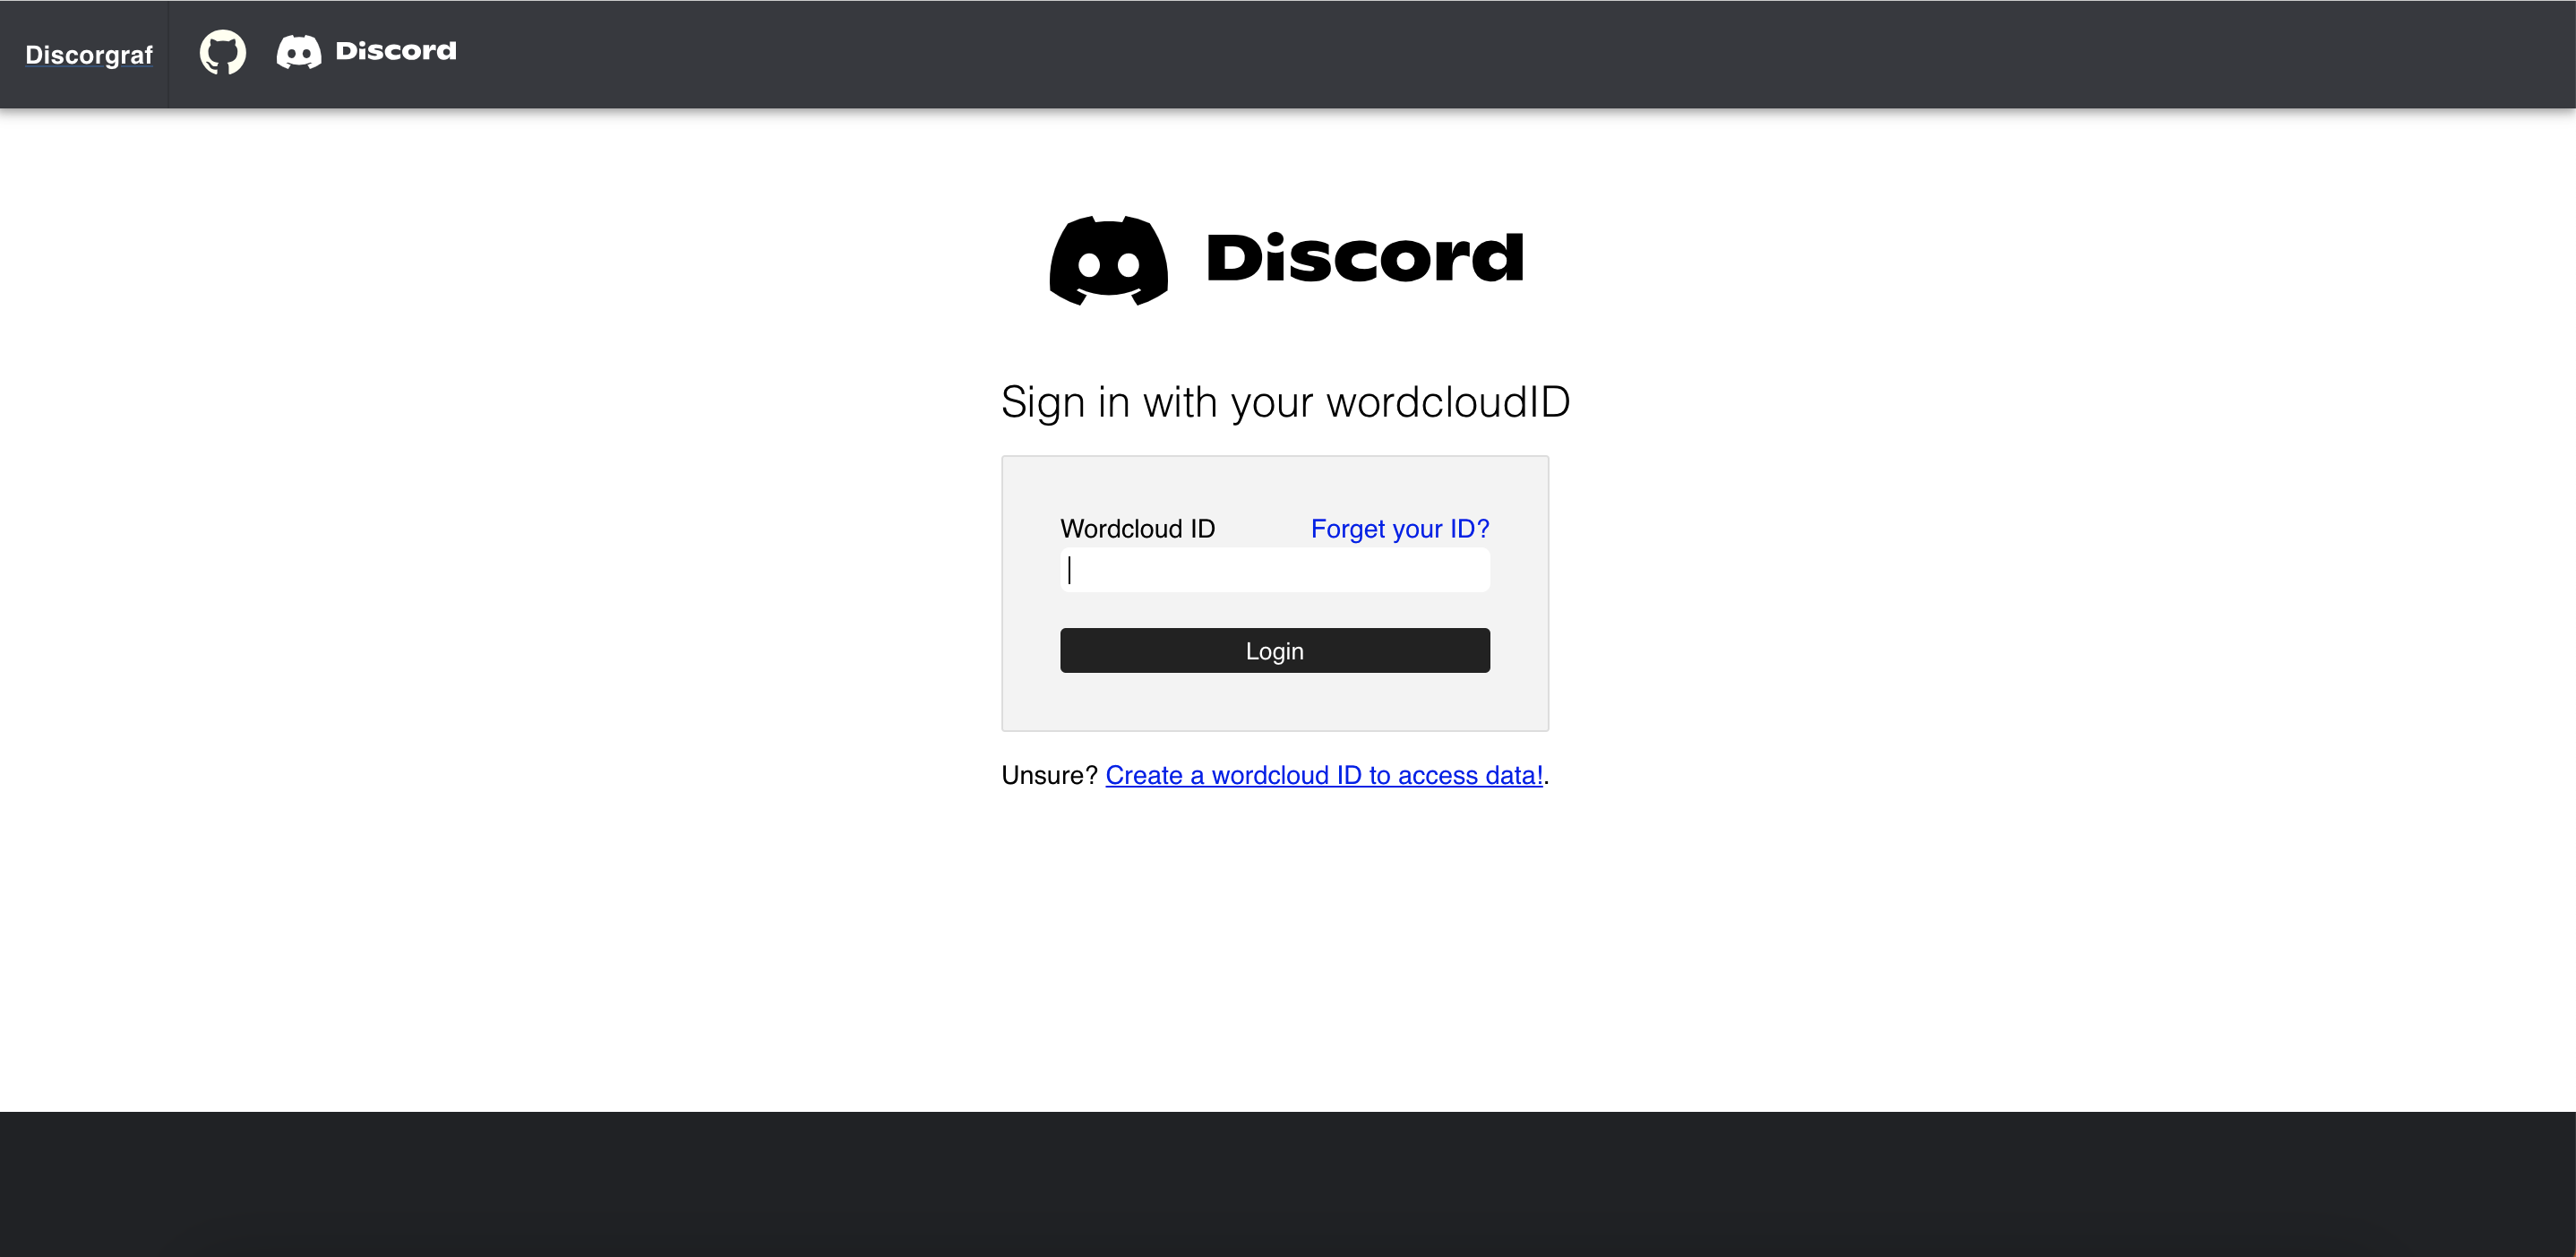 Discorgraf Discord
Discord
Sign in with your wordcloudID
Wordcloud ID Forget your ID?
Login
Unsure? Create a wordcloud ID to access data!.